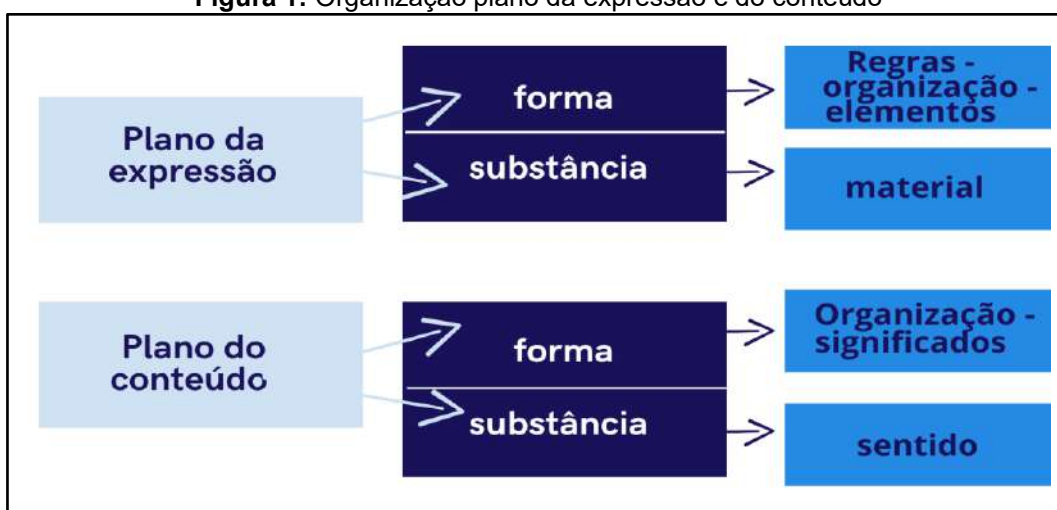 Figura 1: Organização plano da expressão e do conteúdo
Plano da
expressão
forma
substância
Regras -
organização -
elementos
material
Plano do
conteúdo
forma
substância
Organização -
significados
sentido